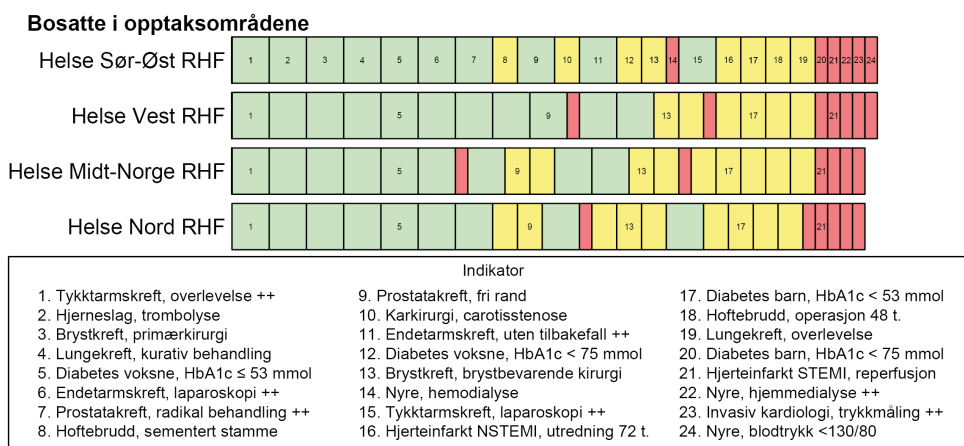 Bosatte i opptaksområdene
Helse Sør-Øst RHF 1 2 3 4 5 6 7 8 9 10 11 12 13 14 15 16 17 18 19 20 21 22 23 24
Helse Vest RHF 1 5 9 13 17 21
Helse Midt-Norge RHF 1 5 9 13 17 21
Helse Nord RHF 1 5 9 13 17 21
Indikator
1. Tykktarmskreft, overlevelse ++
2. Hjerneslag, trombolyse
3. Brystkreft, primærkirurgi
4. Lungekreft, kurativ behandling
5. Diabetes voksne, HbA1c ≤ 53 mmol
6. Endetarmskreft, laparoskopi ++
7. Prostatakreft, radikal behandling ++
8. Hoftebrudd, sementert stamme
9. Prostatakreft, fri rand
10. Karkirurgi, carotisstenose
11. Endetarmskreft, uten tilbakefall ++
12. Diabetes voksne, HbA1c < 75 mmol
13. Brystkreft, brystbevarende kirurgi
14. Nyre, hemodialyse
15. Tykktarmskreft, laparoskopi ++
16. Hjerteinfarkt NSTEMI, utredning 72 t.
17. Diabetes barn, HbA1c < 53 mmol
18. Hoftebrudd, operasjon 48 t.
19. Lungekreft, overlevelse
20. Diabetes barn, HbA1c < 75 mmol
21. Hjerteinfarkt STEMI, reperfusjon
22. Nyre, hjemmedialyse ++
23. Invasiv kardiologi, trykkmåling ++
24. Nyre, blodtrykk <130/80